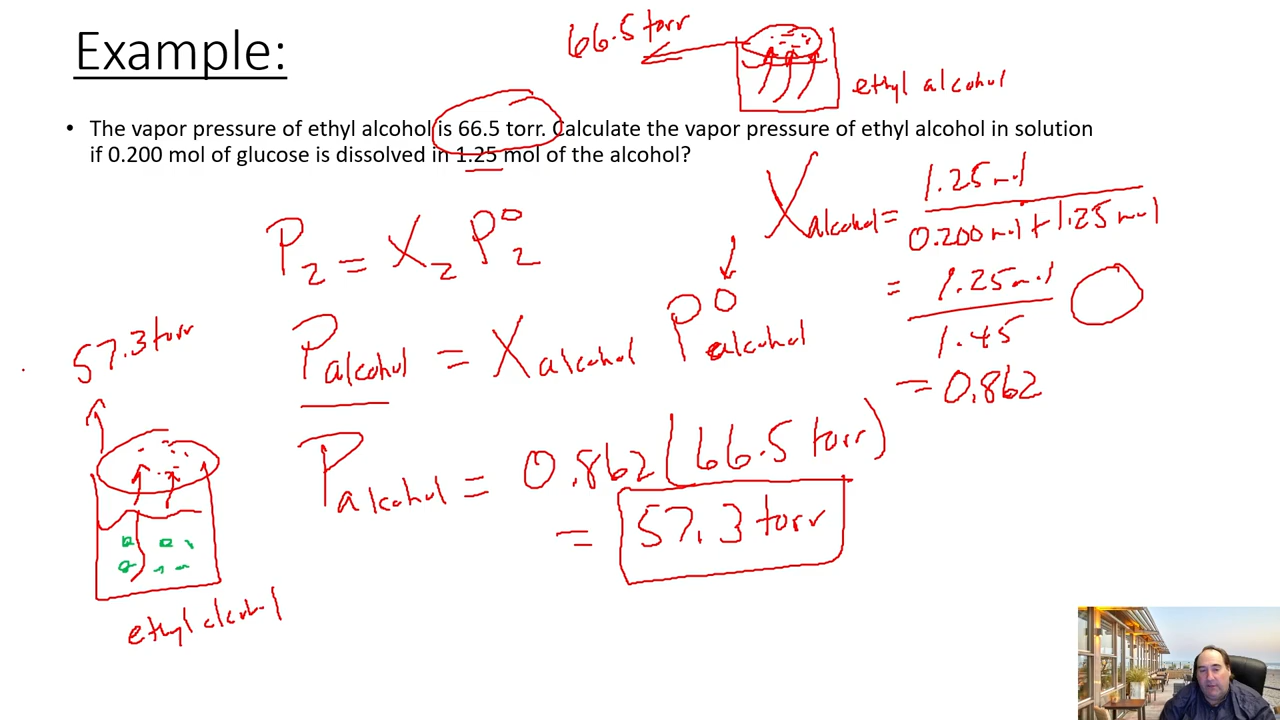 Example:
66.5 torr
ethyl alcohol
• The vapor pressure of ethyl alcohol is 66.5 torr. Calculate the vapor pressure of ethyl alcohol in solution
if 0.200 mol of glucose is dissolved in 1.25 mol of the alcohol?
P₂ = X₂ P₂⁰
X alcohol = 1.25 mol / 0.200 mol + 1.25 mol
= 1.25 mol / 1.45
= 0.862
P alcohol = X alcohol P⁰ alcohol
P alcohol = 0.862 (66.5 torr)
= 57.3 torr
57.3 torr
ethyl alcohol